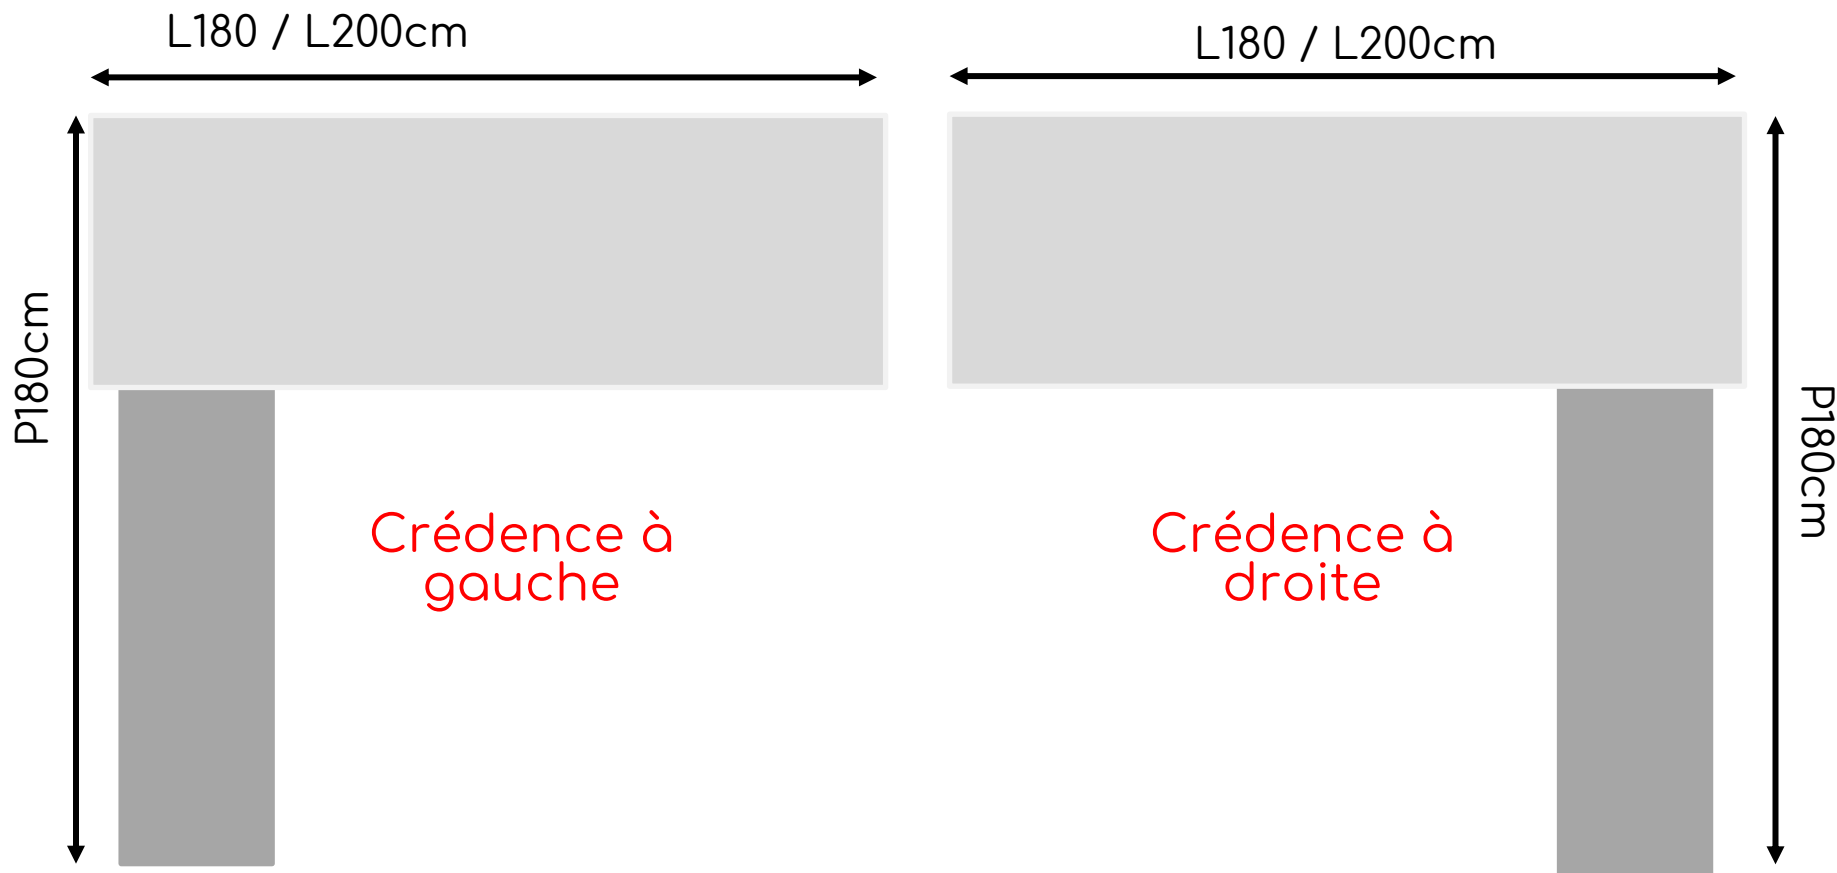 L180 / L200cm
L180 / L200cm
P180cm
P180cm
Crédence à
gauche
Crédence à
droite